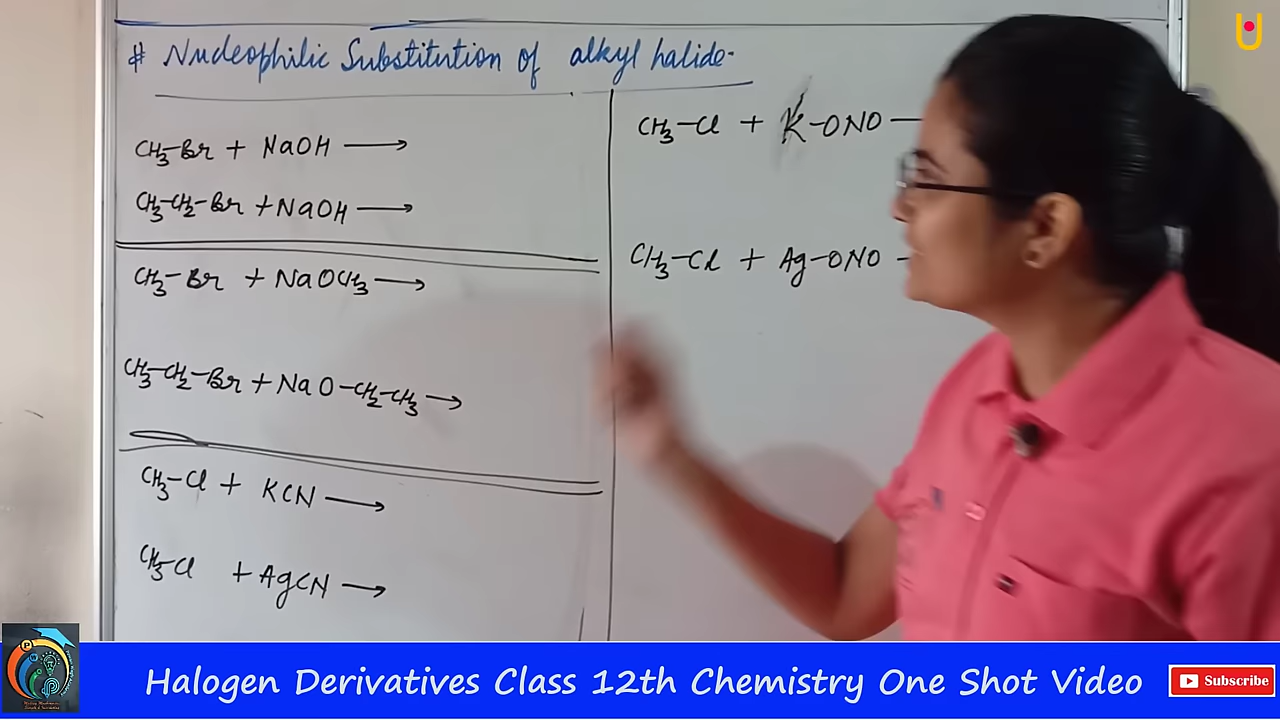 # Nucleophilic Substitution of alkyl halide-
CH3-Br + NaOH →
CH3-CH2-Br + NaOH →
CH3-Br + NaOCH3 →
CH3-CH2-Br + NaO-CH2-CH3 →
CH3-Cl + KCN →
CH3-Cl + AgCN →
CH3-Cl + K-ONO —
CH3-Cl + Ag-ONO -
Halogen Derivatives Class 12th Chemistry One Shot Video
Subscribe